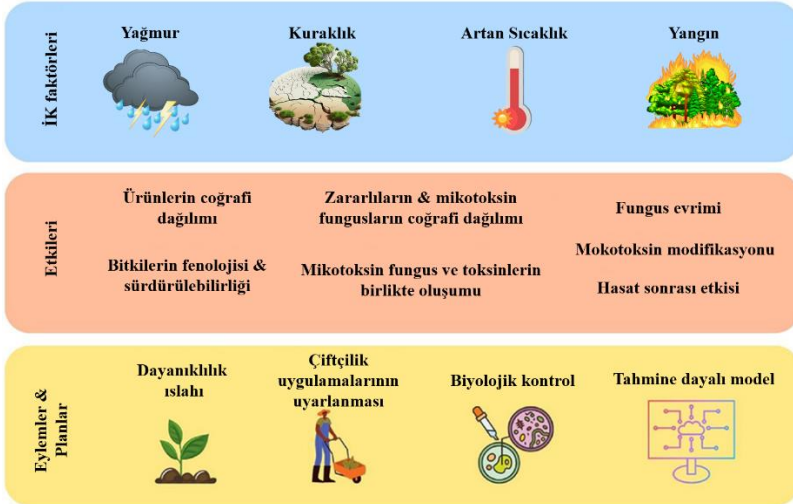 İK faktörleri
Yağmur
Kuraklık
Artan Sıcaklık
Yangın
Etkileri
Ürünlerin coğrafi
dağılımı
Zararlıların & mikotoksin
fungusların coğrafi dağılımı
Fungus evrimi
Bitkilerin fenolojisi &
sürdürülebilirliği
Mikotoksin fungus ve toksinlerin
birlikte oluşumu
Mokotoksin modifikasyonu
Hasat sonrası etkisi
Eylemler &
Planlar
Dayanıklılık
ıslahı
Çiftçilik
uygulamalarının
uyarlanması
Biyolojik kontrol
Tahmine dayalı model